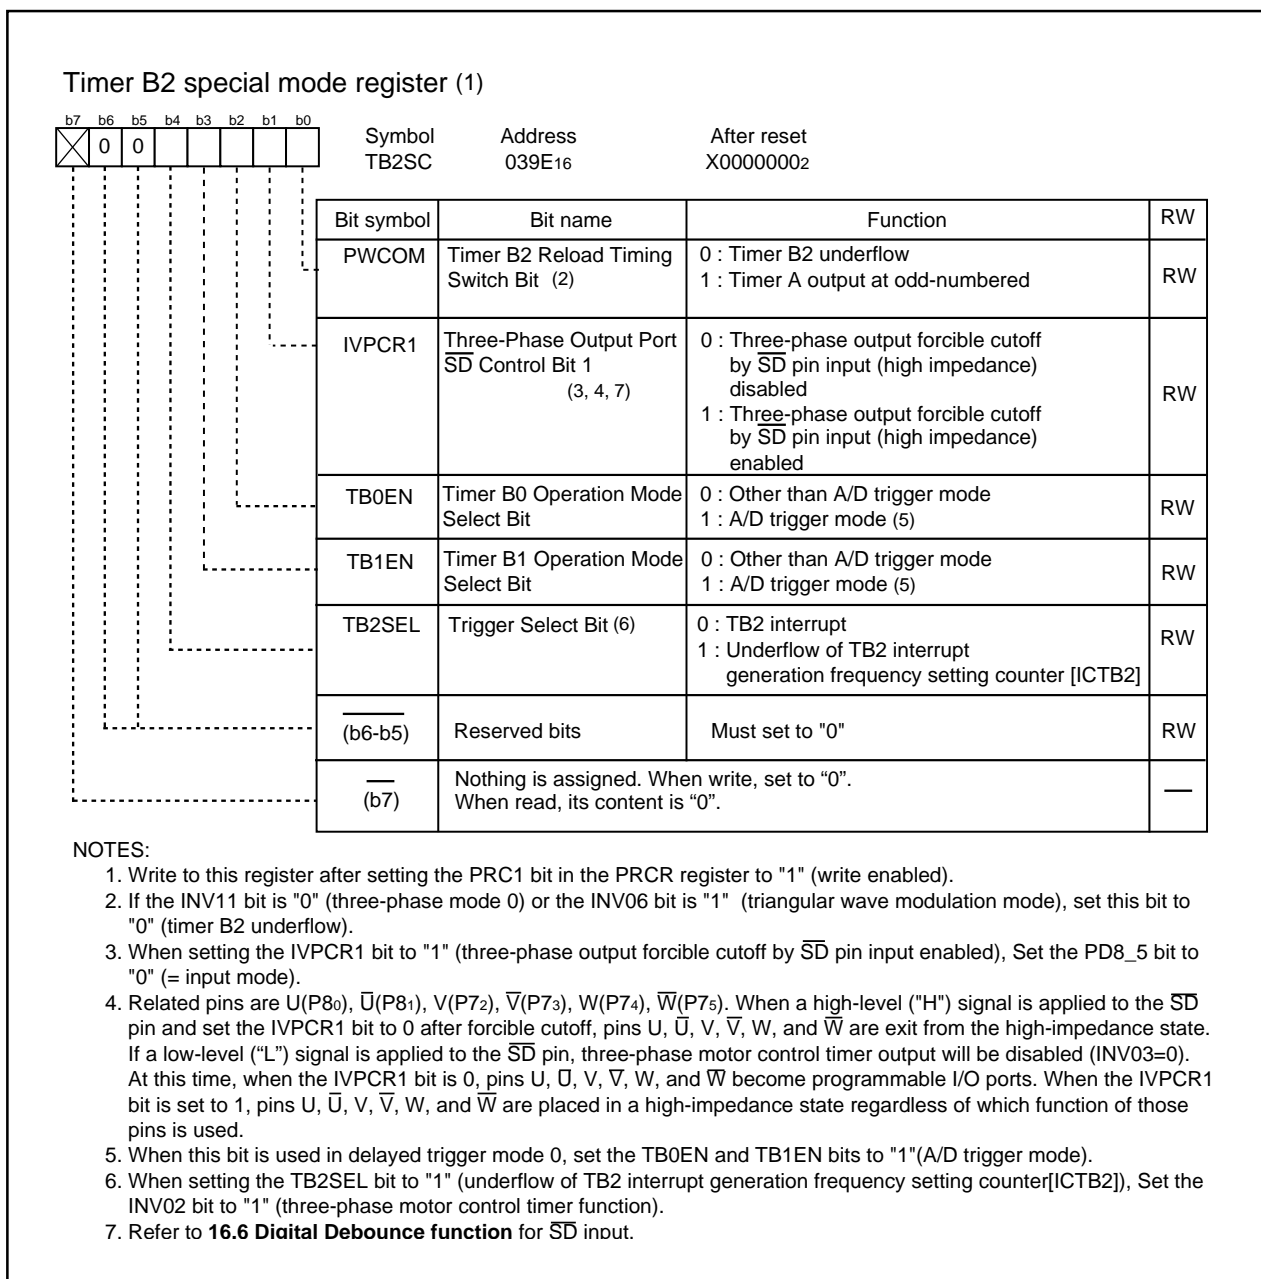 Timer B2 special mode register (1)
b7 b6 b5 b4 b3 b2 b1 b0
0 0
Symbol Address After reset
TB2SC 039E16 X00000002
Bit symbol Bit name Function RW
PWCOM Timer B2 Reload Timing Switch Bit (2) 0 : Timer B2 underflow
1 : Timer A output at odd-numbered RW
IVPCR1 Three-Phase Output Port S̅D̅ Control Bit 1 (3, 4, 7) 0 : Three-phase output forcible cutoff
by S̅D̅ pin input (high impedance)
disabled
1 : Three-phase output forcible cutoff
by S̅D̅ pin input (high impedance)
enabled RW
TB0EN Timer B0 Operation Mode Select Bit 0 : Other than A/D trigger mode
1 : A/D trigger mode (5) RW
TB1EN Timer B1 Operation Mode Select Bit 0 : Other than A/D trigger mode
1 : A/D trigger mode (5) RW
TB2SEL Trigger Select Bit (6) 0 : TB2 interrupt
1 : Underflow of TB2 interrupt
generation frequency setting counter [ICTB2] RW
(b6-b5) Reserved bits Must set to "0" RW
(b7) Nothing is assigned. When write, set to “0”.
When read, its content is “0”. —
NOTES:
1. Write to this register after setting the PRC1 bit in the PRCR register to "1" (write enabled).
2. If the INV11 bit is "0" (three-phase mode 0) or the INV06 bit is "1" (triangular wave modulation mode), set this bit to
"0" (timer B2 underflow).
3. When setting the IVPCR1 bit to "1" (three-phase output forcible cutoff by S̅D̅ pin input enabled), Set the PD8_5 bit to
"0" (= input mode).
4. Related pins are U(P80), U̅(P81), V(P72), V̅(P73), W(P74), W̅(P75). When a high-level ("H") signal is applied to the S̅D̅
pin and set the IVPCR1 bit to 0 after forcible cutoff, pins U, U̅, V, V̅, W, and W̅ are exit from the high-impedance state.
If a low-level (“L”) signal is applied to the S̅D̅ pin, three-phase motor control timer output will be disabled (INV03=0).
At this time, when the IVPCR1 bit is 0, pins U, U̅, V, V̅, W, and W̅ become programmable I/O ports. When the IVPCR1
bit is set to 1, pins U, U̅, V, V̅, W, and W̅ are placed in a high-impedance state regardless of which function of those
pins is used.
5. When this bit is used in delayed trigger mode 0, set the TB0EN and TB1EN bits to "1"(A/D trigger mode).
6. When setting the TB2SEL bit to "1" (underflow of TB2 interrupt generation frequency setting counter[ICTB2]), Set the
INV02 bit to "1" (three-phase motor control timer function).
7. Refer to 16.6 Digital Debounce function for S̅D̅ input.